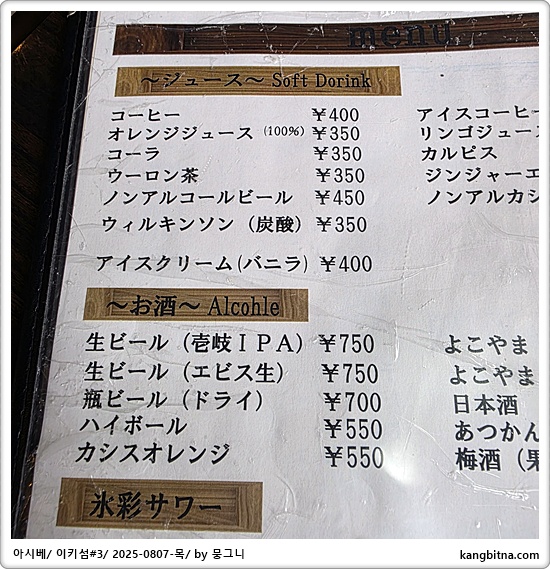 menu
～ジュース～ Soft Dorink
コーヒー ￥400
オレンジジュース (100%) ￥350
コーラ ￥350
ウーロン茶 ￥350
ノンアルコールビール ￥450
ウィルキンソン（炭酸） ￥350
アイスクリーム(バニラ) ￥400
アイスコーヒー
リンゴジュース
カルピス
ジンジャーエ
ノンアルカシ
～お酒～ Alcohle
生ビール（壱岐ＩＰＡ） ￥750
生ビール（エビス生） ￥750
瓶ビール（ドライ） ￥700
ハイボール ￥550
カシスオレンジ ￥550
よこやま
よこやま
日本酒
あつかん
梅酒（果
氷彩サワー
아시베/ 이키섬#3/ 2025-0807-목/ by 뭉그니
kangbitna.com